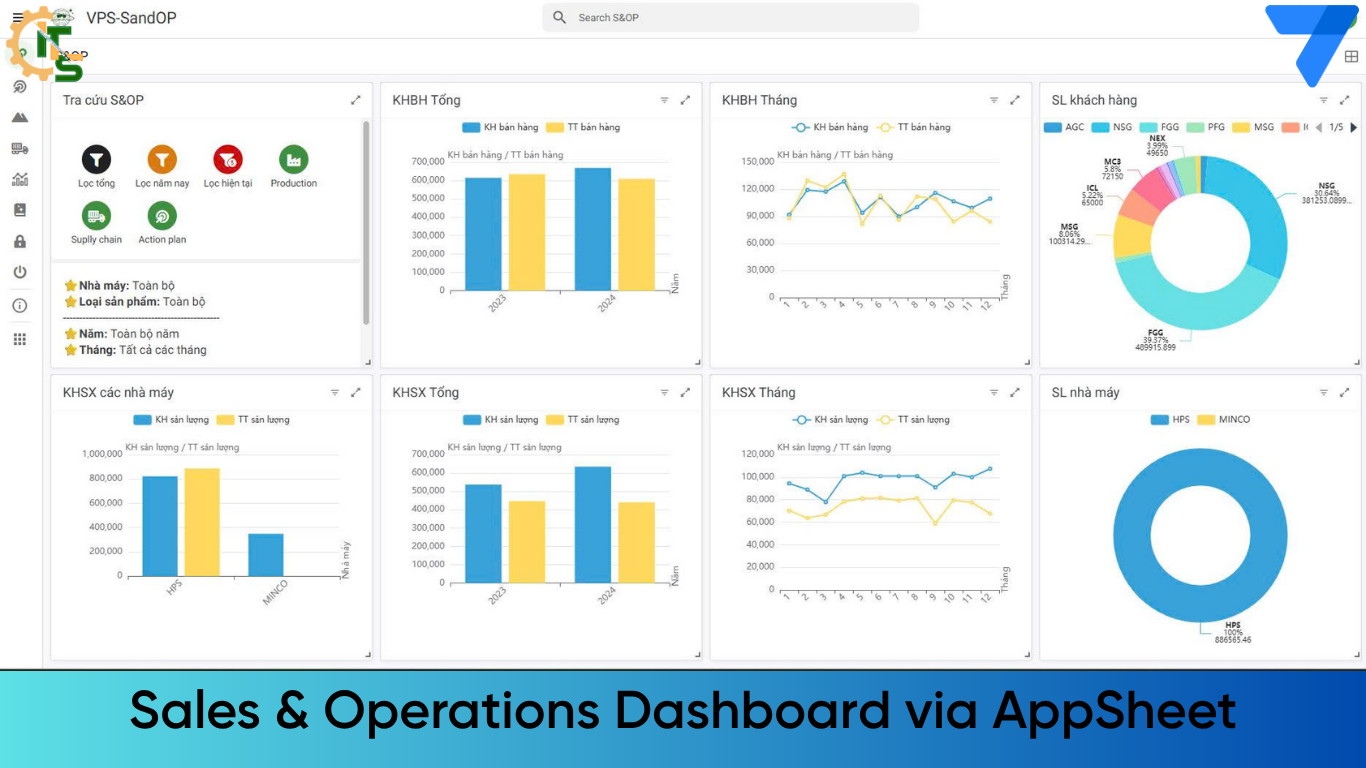 VPS-SandOP
Search S&OP
ITS
Tra cứu S&OP
Lọc tổng
Lọc năm nay
Lọc hiện tại
Production
Suplly chain
Action plan
Nhà máy: Toàn bộ
Loại sản phẩm: Toàn bộ
------------------------------------------------
Năm: Toàn bộ năm
Tháng: Tất cả các tháng
KHBH Tổng
KH bán hàng
TT bán hàng
KH bán hàng / TT bán hàng
700,000
600,000
500,000
400,000
300,000
200,000
100,000
0
2023
2024
Năm
KHBH Tháng
KH bán hàng
TT bán hàng
KH bán hàng / TT bán hàng
150,000
120,000
90,000
60,000
30,000
0
1 2 3 4 5 6 7 8 9 10 11 12
Tháng
SL khách hàng
AGC NSG FGG PFG MSG 1/5
NEX
3.99%
49650
MC3
5.8%
72150
ICL
5.22%
65000
MSG
8.06%
100314.29...
NSG
30.64%
381253.0899...
FGG
39.37%
489915.899
KHSX các nhà máy
KH sản lượng
TT sản lượng
KH sản lượng / TT sản lượng
1,000,000
800,000
600,000
400,000
200,000
0
HPS
MINCO
Nhà máy
KHSX Tổng
KH sản lượng
TT sản lượng
KH sản lượng / TT sản lượng
700,000
600,000
500,000
400,000
300,000
200,000
100,000
0
2023
2024
Năm
KHSX Tháng
KH sản lượng
TT sản lượng
KH sản lượng / TT sản lượng
120,000
100,000
80,000
60,000
40,000
20,000
0
1 2 3 4 5 6 7 8 9 10 11 12
Tháng
SL nhà máy
HPS
MINCO
HPS
100%
886565.46
Sales & Operations Dashboard via AppSheet